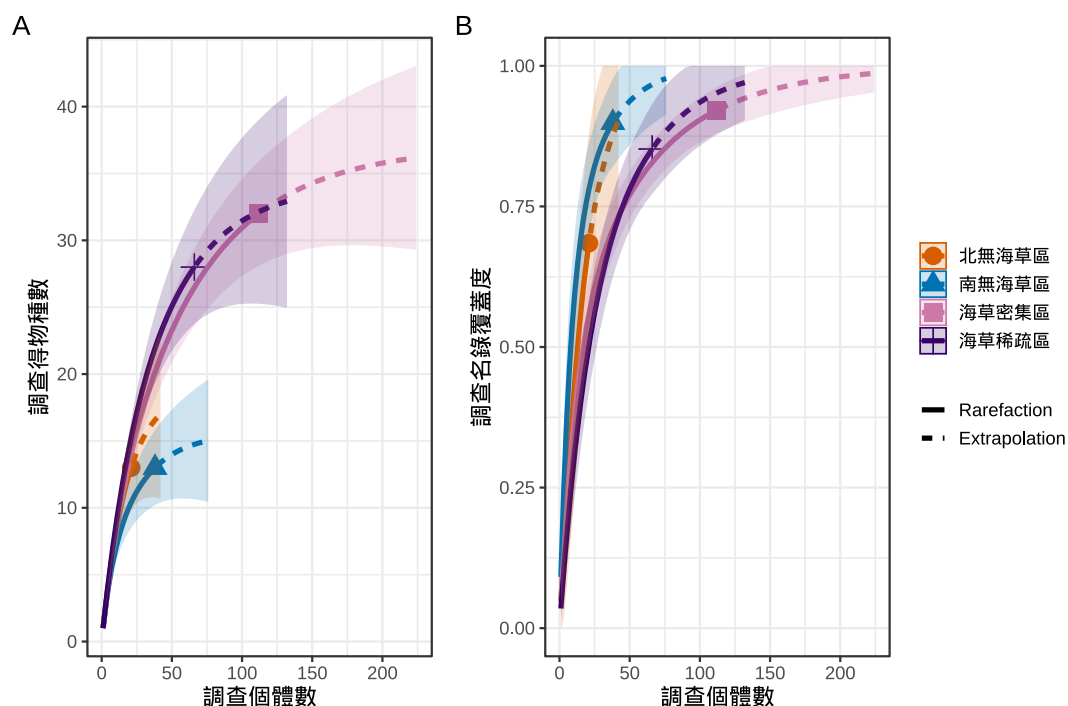 A
調查得物種數
40
30
20
10
0
0 50 100 150 200
調查個體數
B
調查名錄覆蓋度
1.00
0.75
0.50
0.25
0.00
0 50 100 150 200
調查個體數
北無海草區
南無海草區
海草密集區
海草稀疏區
Rarefaction
Extrapolation